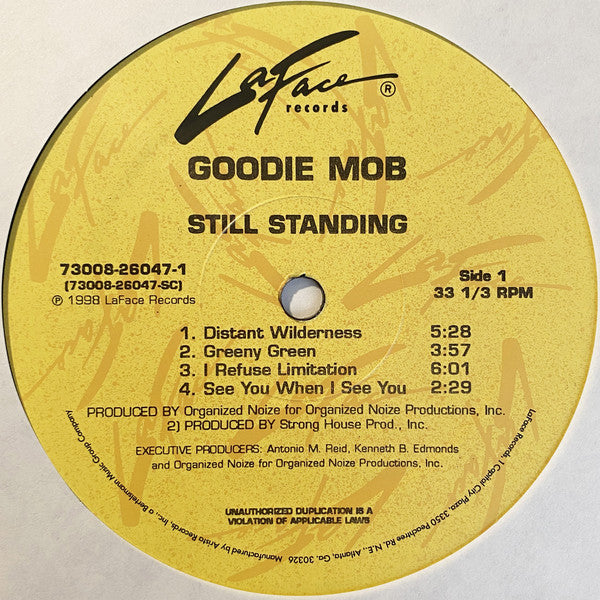 LaFace
records ®
GOODIE MOB
STILL STANDING
73008-26047-1
(73008-26047-SC)
℗ 1998 LaFace Records
Side 1
33 1/3 RPM
1. Distant Wilderness 5:28
2. Greeny Green 3:57
3. I Refuse Limitation 6:01
4. See You When I See You 2:29
PRODUCED BY Organized Noize for Organized Noize Productions, Inc.
2) PRODUCED BY Strong House Prod., Inc.
EXECUTIVE PRODUCERS: Antonio M. Reid, Kenneth B. Edmonds
and Organized Noize for Organized Noize Productions, Inc.
UNAUTHORIZED DUPLICATION IS A
VIOLATION OF APPLICABLE LAWS
LaFace Records, 1 Capital City Plaza, 3350 Peachtree Rd. N.E., Atlanta, Ga. 30326 Manufactured by Arista Records, Inc., a Bertelsmann Music Group Company